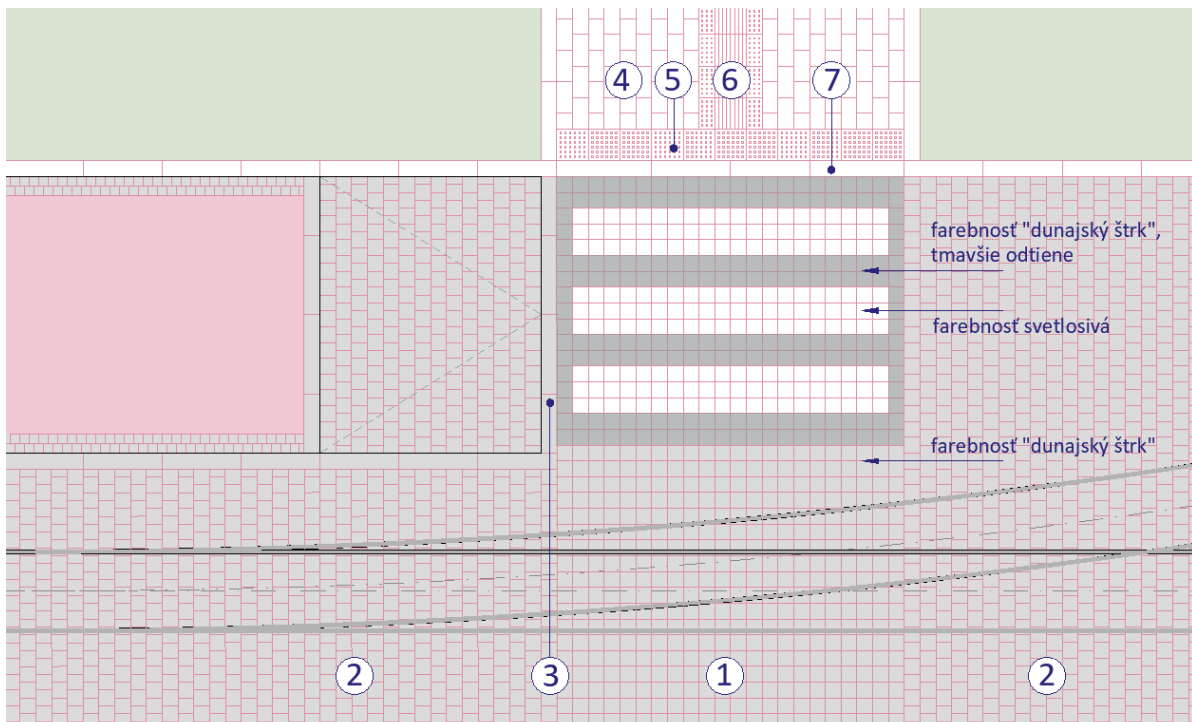 4 5 6 7
farebnosť "dunajský štrk",
tmavšie odtiene
farebnosť svetlosivá
farebnosť "dunajský štrk"
2 3 1 2